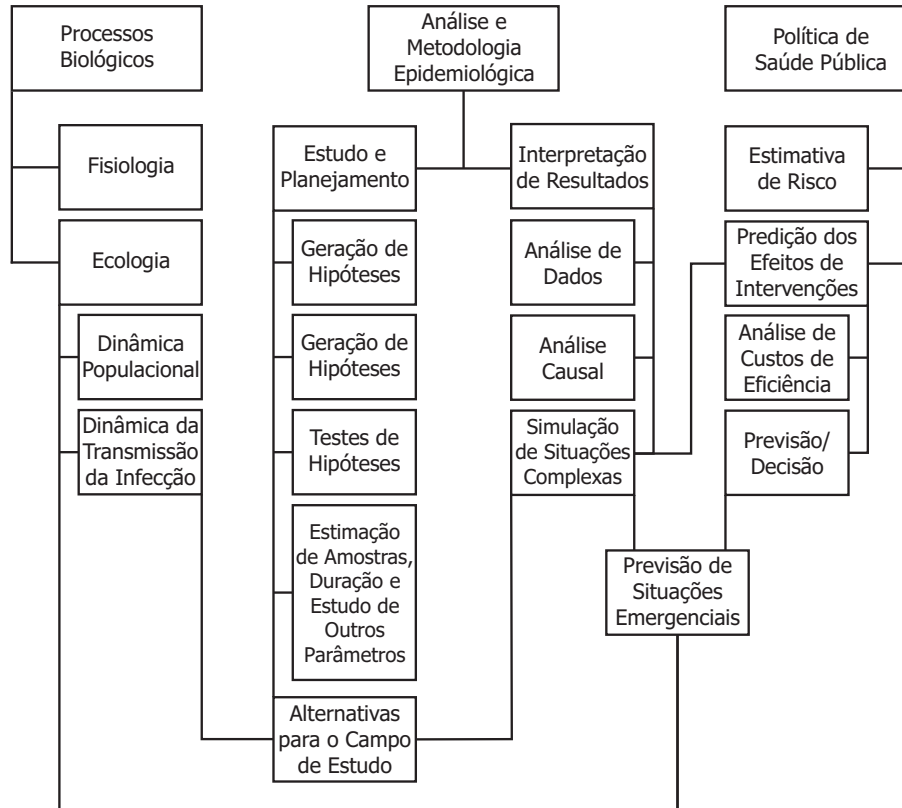 Processos
Biológicos
Análise e
Metodologia
Epidemiológica
Política de
Saúde Pública
Fisiologia
Estudo e
Planejamento
Interpretação
de Resultados
Estimativa
de Risco
Ecologia
Geração de
Hipóteses
Análise de
Dados
Predição dos
Efeitos de
Intervenções
Dinâmica
Populacional
Geração de
Hipóteses
Análise
Causal
Análise de
Custos de
Eficiência
Dinâmica da
Transmissão
da Infecção
Testes de
Hipóteses
Simulação
de Situações
Complexas
Previsão/
Decisão
Estimação
de Amostras,
Duração e
Estudo de
Outros
Parâmetros
Previsão de
Situações
Emergenciais
Alternativas
para o Campo
de Estudo